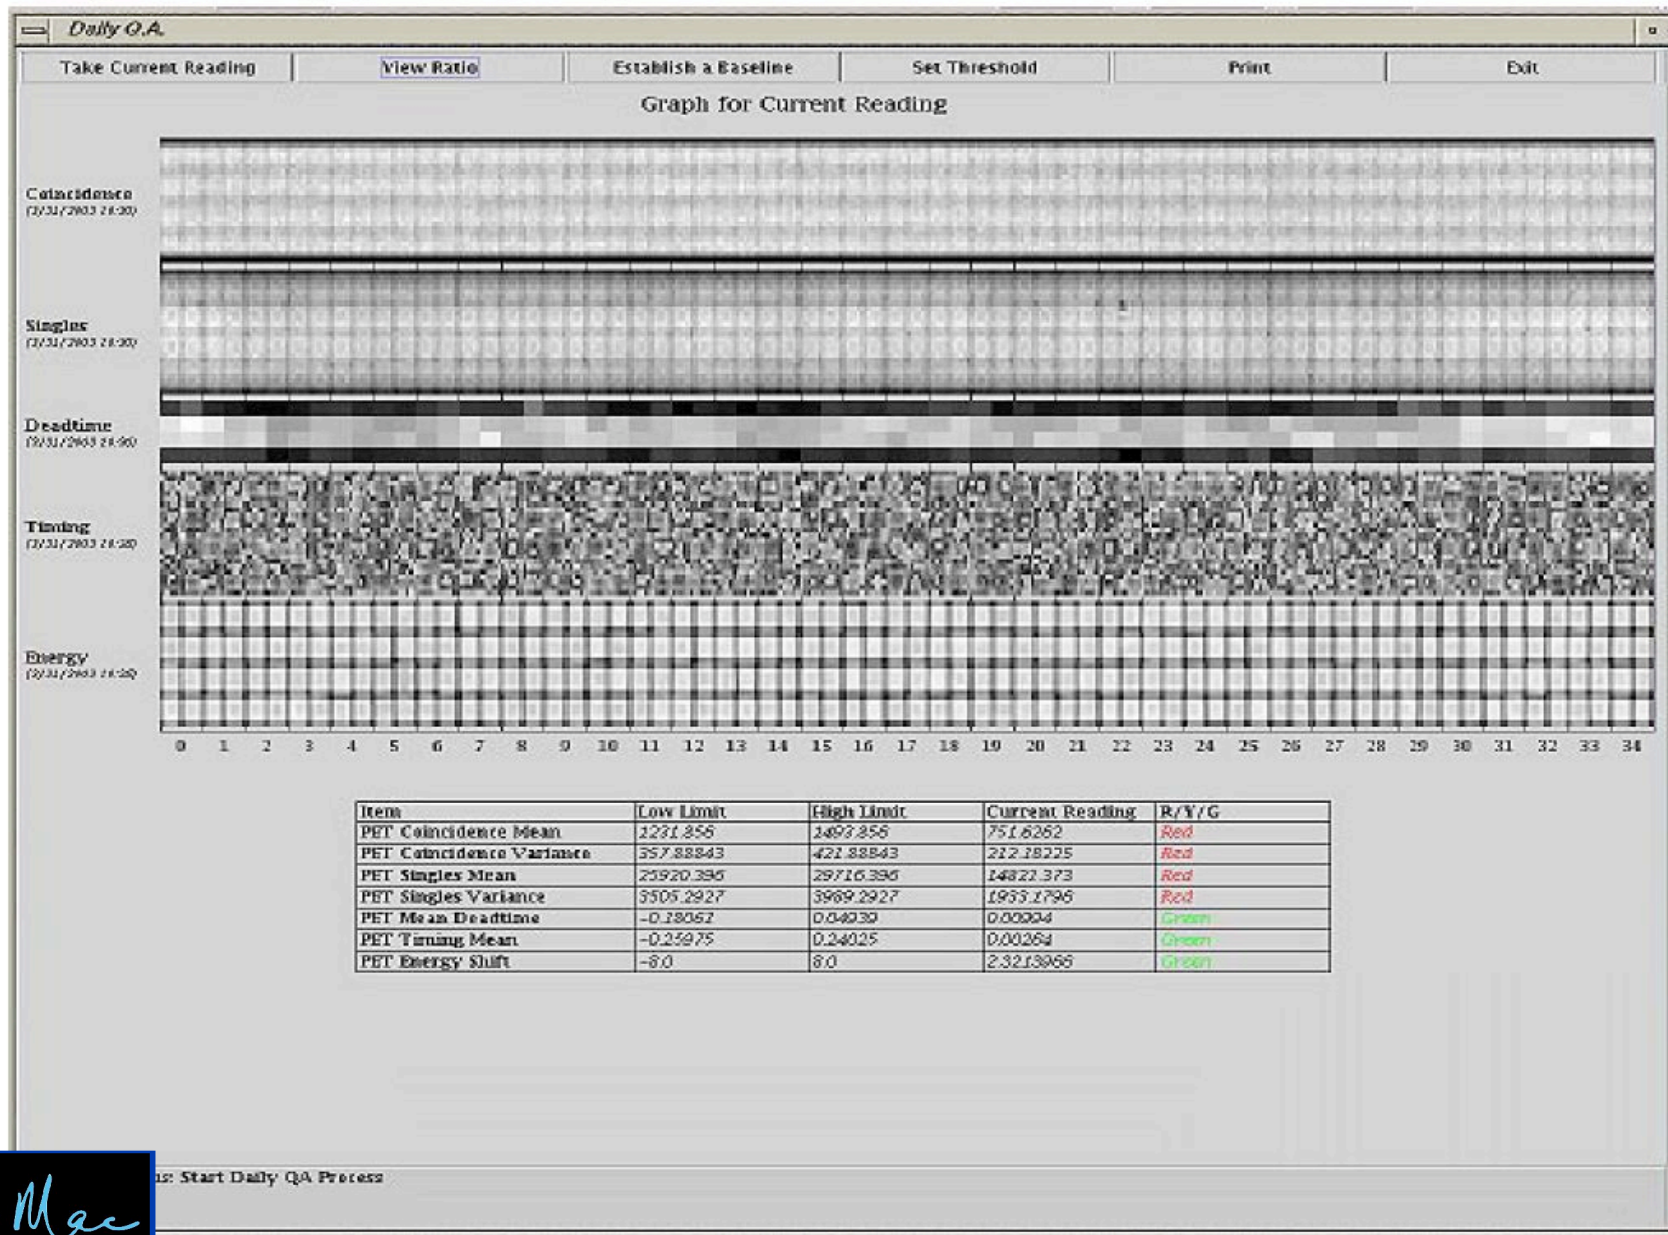 Daily Q.A.
Take Current Reading View Ratio Establish a Baseline Set Threshold Print Exit
Graph for Current Reading
Coincidence
Singles
Deadtime
Timing
Energy
0 1 2 3 4 5 6 7 8 9 10 11 12 13 14 15 16 17 18 19 20 21 22 23 24 25 26 27 28 29 30 31 32 33 34
Item Low Limit High Limit Current Reading R/Y/G
PET Coincidence Mean 1231.856 1493.856 751.6262 Red
PET Coincidence Variance 357.88843 421.88843 212.18225 Red
PET Singles Mean 25920.396 29716.396 14822.373 Red
PET Singles Variance 3505.2927 3989.2927 1933.1796 Red
PET Mean Deadtime 0.04939 0.00994 Green
PET Timing Mean -0.25975 0.24025 0.00264 Green
PET Energy Shift -8.0 8.0 2.3213966 Green
us: Start Daily QA Process
Mac